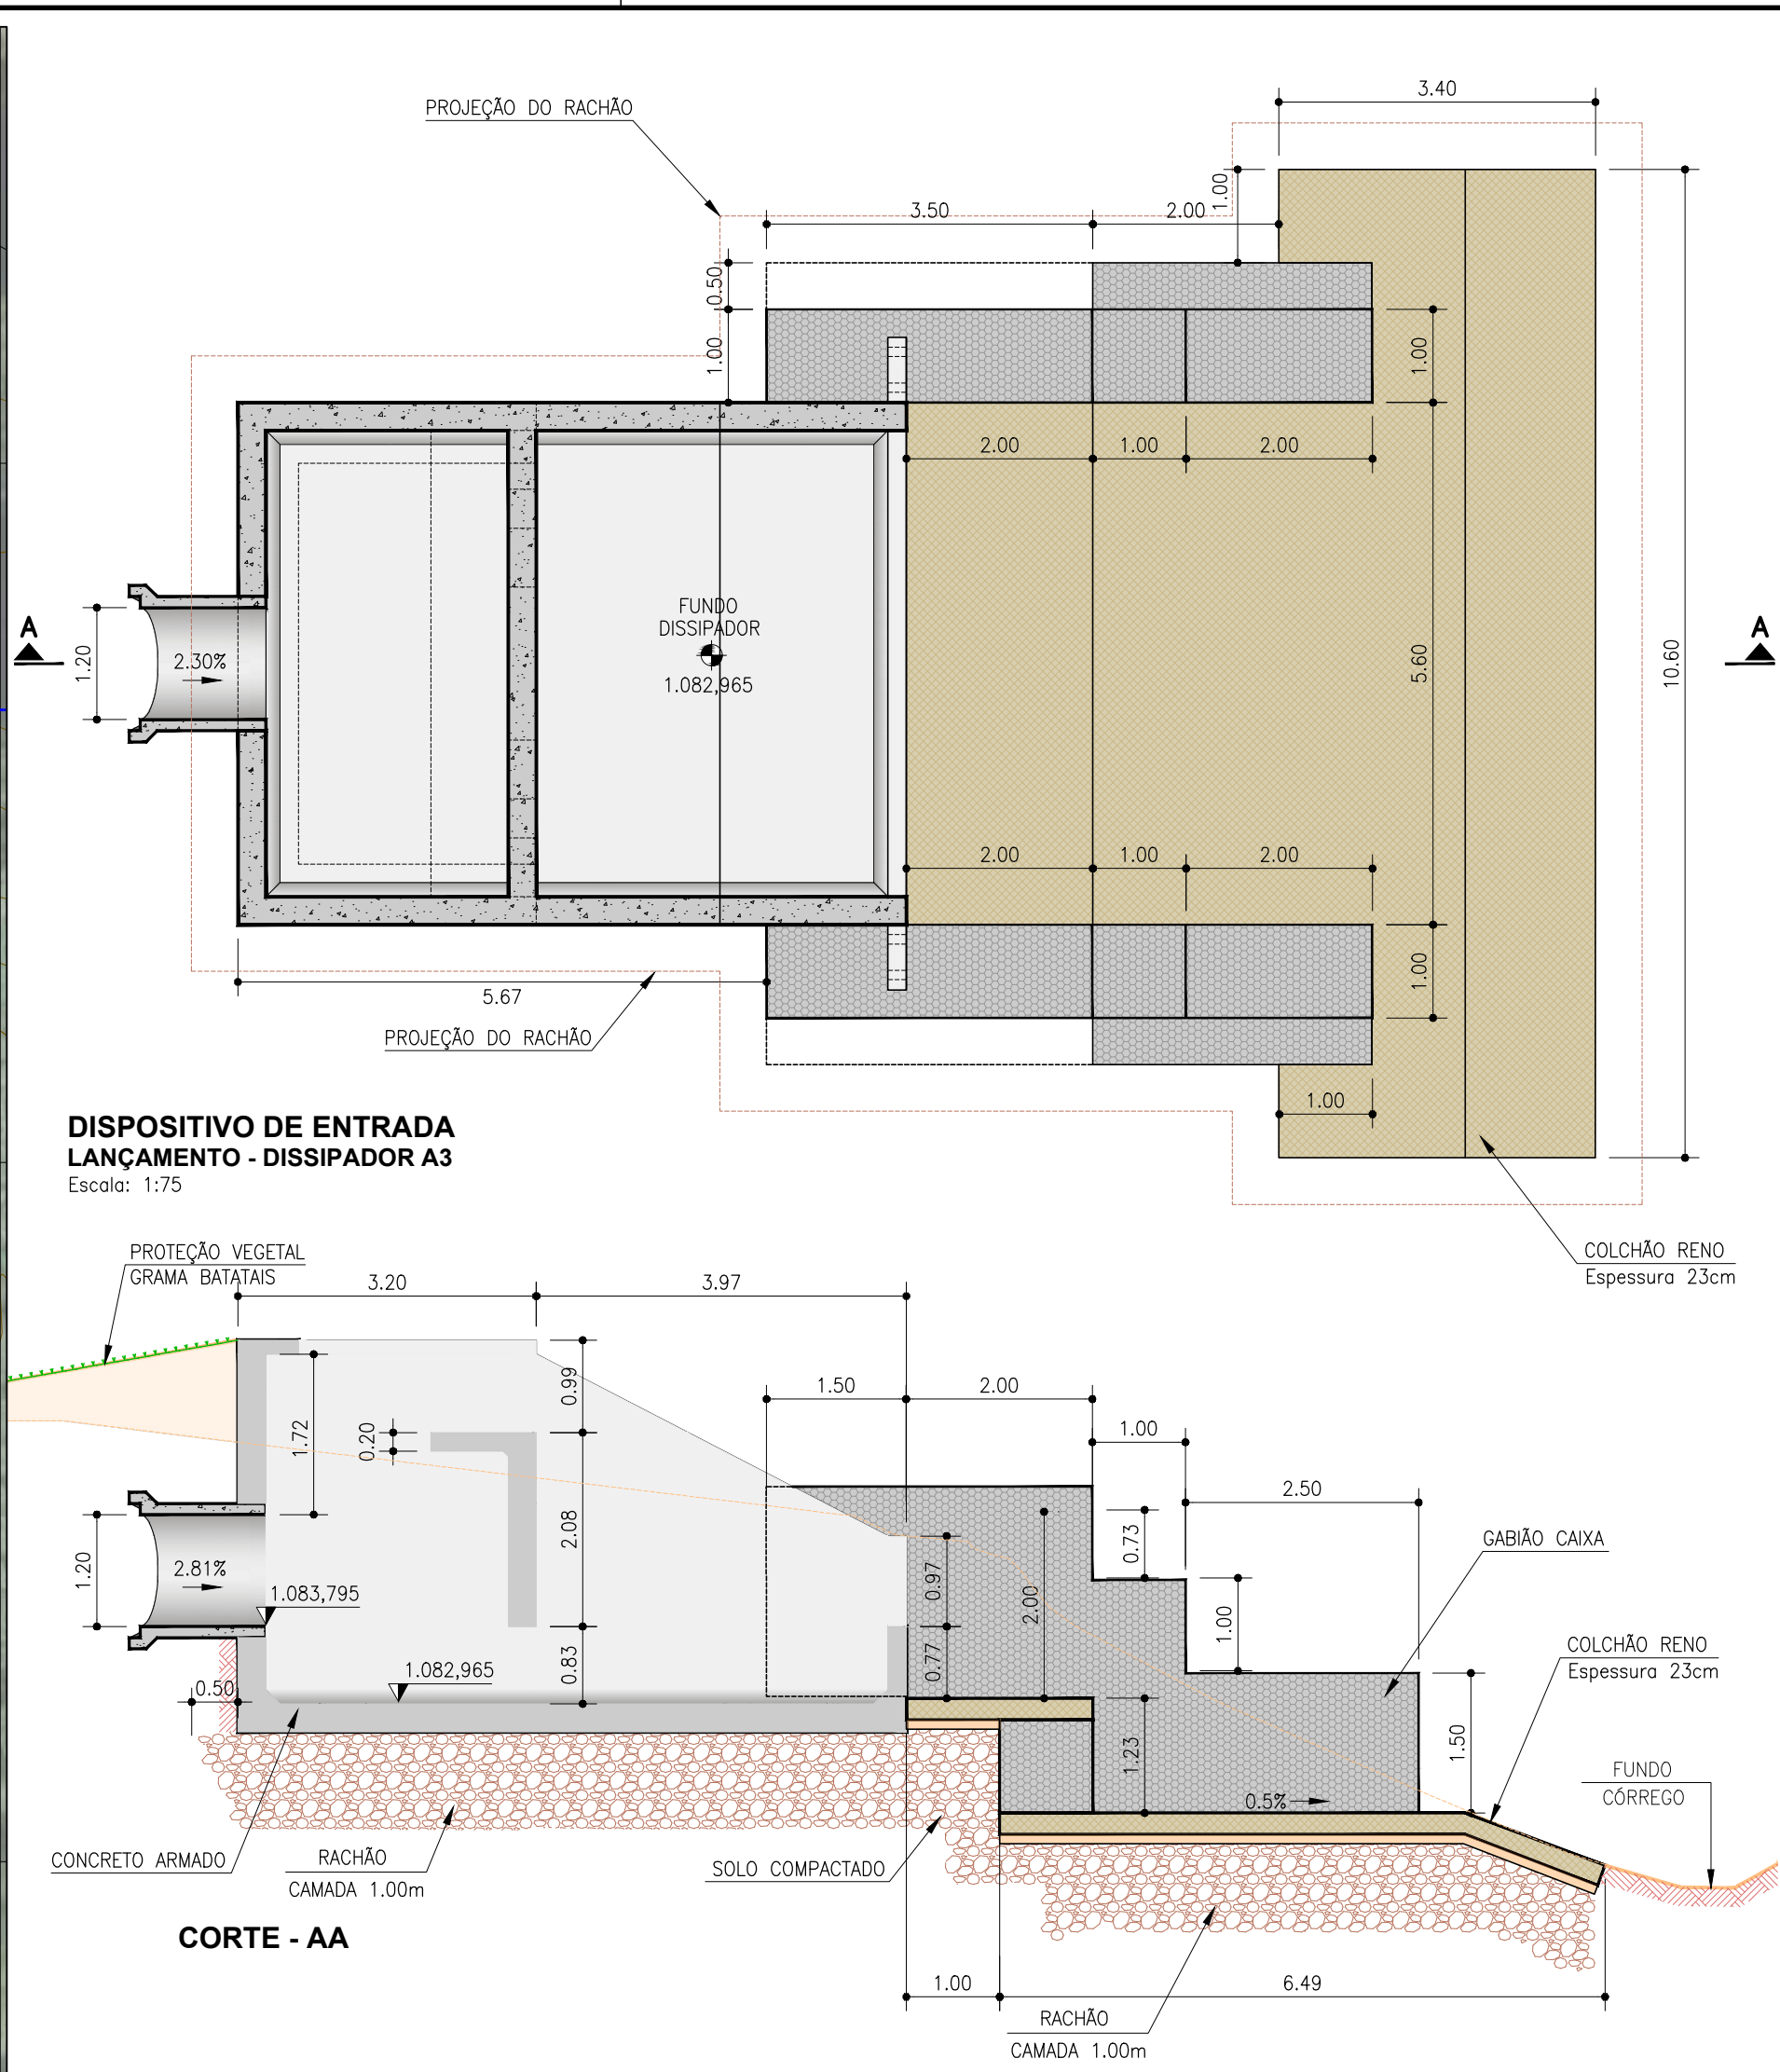 3.40
PROJEÇÃO DO RACHÃO
1.00
3.50
2.00
0.50
1.00
1.00
2.00
1.00
2.00
FUNDO
DISSIPADOR
1.082,965
A
1.20
2.30%
5.60
10.60
A
2.00
1.00
2.00
1.00
5.67
PROJEÇÃO DO RACHÃO
1.00
DISPOSITIVO DE ENTRADA
LANÇAMENTO - DISSIPADOR A3
Escala: 1:75
COLCHÃO RENO
Espessura 23cm
PROTEÇÃO VEGETAL
GRAMA BATATAIS
3.20
3.97
0.99
1.50
2.00
1.72
0.20
1.00
2.50
2.08
0.73
GABIÃO CAIXA
1.20
2.81%
1.083,795
0.97
2.00
1.00
COLCHÃO RENO
Espessura 23cm
0.83
0.77
1.082,965
0.50
1.23
1.50
0.5%
FUNDO
CÓRREGO
CONCRETO ARMADO
RACHÃO
CAMADA 1.00m
SOLO COMPACTADO
CORTE - AA
1.00
6.49
RACHÃO
CAMADA 1.00m